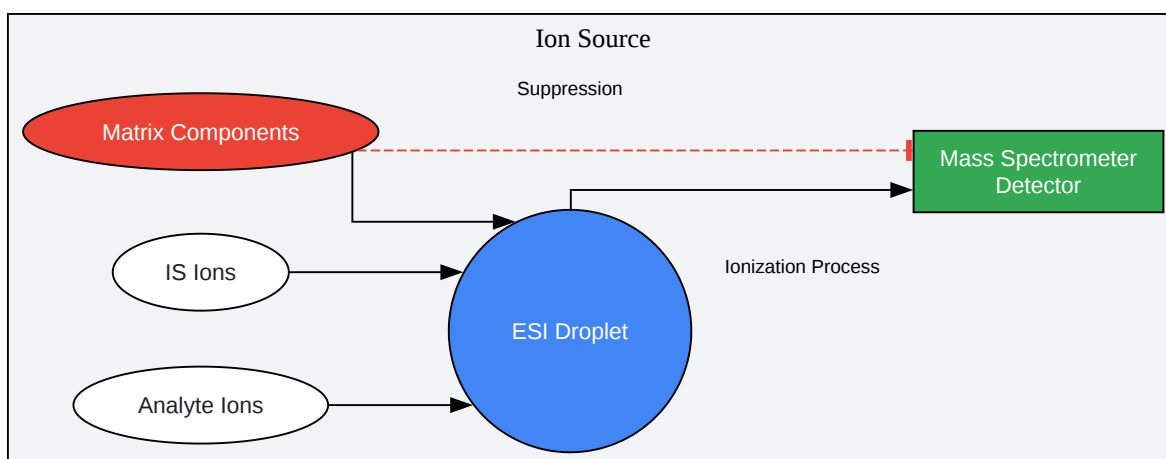 Ion Source
Suppression
Matrix Components
Mass Spectrometer
Detector
IS Ions
Ionization Process
ESI Droplet
Analyte Ions